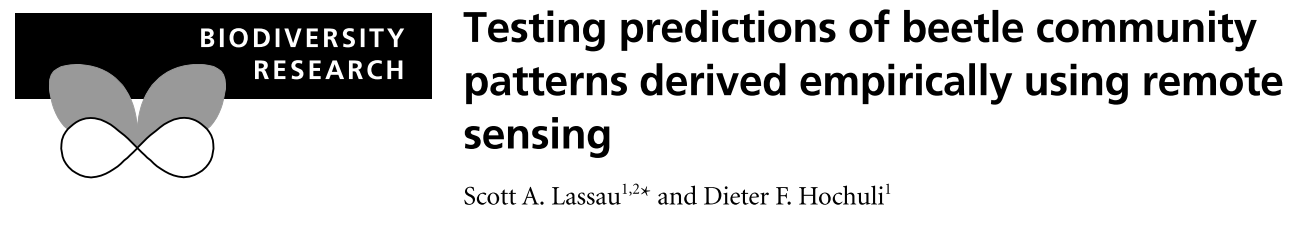 BIODIVERSITY
RESEARCH
Testing predictions of beetle community
patterns derived empirically using remote
sensing
Scott A. Lassau1,2* and Dieter F. Hochuli1